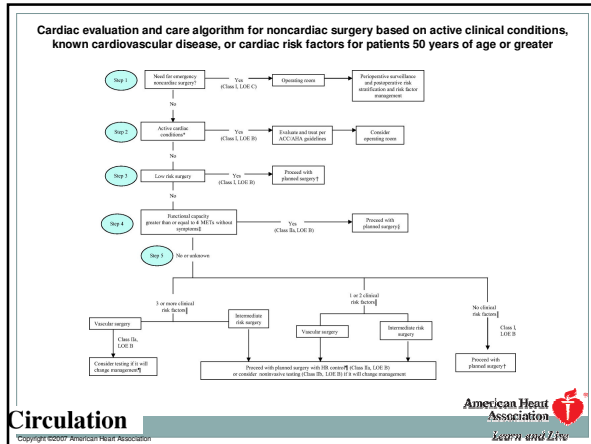 Cardiac evaluation and care algorithm for noncardiac surgery based on active clinical conditions,
known cardiovascular disease, or cardiac risk factors for patients 50 years of age or greater
Step 1
Need for emergency
noncardiac surgery?
Yes
(Class I, LOE C)
Operating room
Perioperative surveillance
and postoperative risk
stratification and risk factor
management
No
Step 2
Active cardiac
conditions*
Yes
(Class I, LOE B)
Evaluate and treat per
ACC/AHA guidelines
Consider
operating room
No
Step 3
Low risk surgery
Yes
(Class I, LOE B)
Proceed with
planned surgery†
No
Step 4
Functional capacity
greater than or equal to 4 METs without
symptoms‡
Yes
(Class IIa, LOE B)
Proceed with
planned surgery‡
Step 5
No or unknown
3 or more clinical
risk factors‖
1 or 2 clinical
risk factors‖
No clinical
risk factors‖
Vascular surgery
Intermediate
risk surgery
Vascular surgery
Intermediate risk
surgery
Class IIa,
LOE B
Class I,
LOE B
Consider testing if it will
change management¶
Proceed with planned surgery with HR control¶ (Class IIa, LOE B)
or consider noninvasive testing (Class IIb, LOE B) if it will change management
Proceed with
planned surgery†
Circulation
Copyright ©2007 American Heart Association
American Heart
Association
Learn and Live